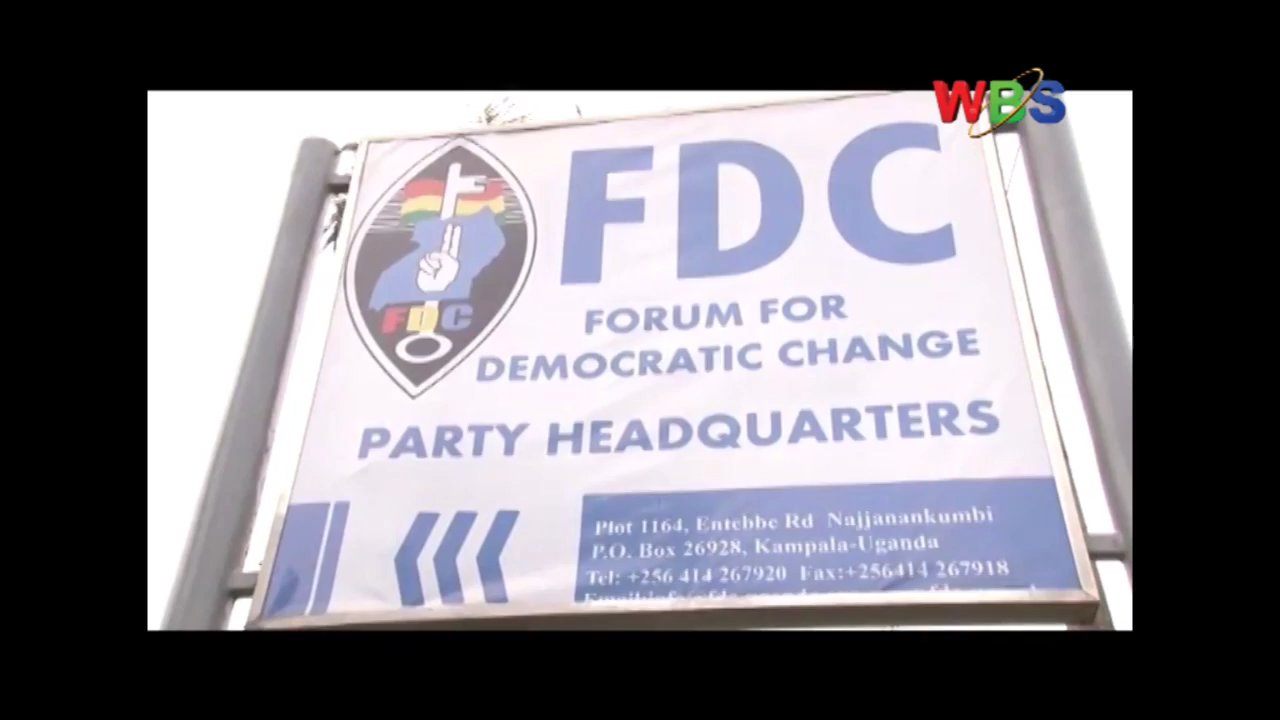 WBS
FDC
FDC
FORUM FOR
DEMOCRATIC CHANGE
PARTY HEADQUARTERS
Plot 1164, Entebbe Rd Najjanankumbi
P.O. Box 26928, Kampala-Uganda
Tel: +256 414 267920 Fax:+256414 267918